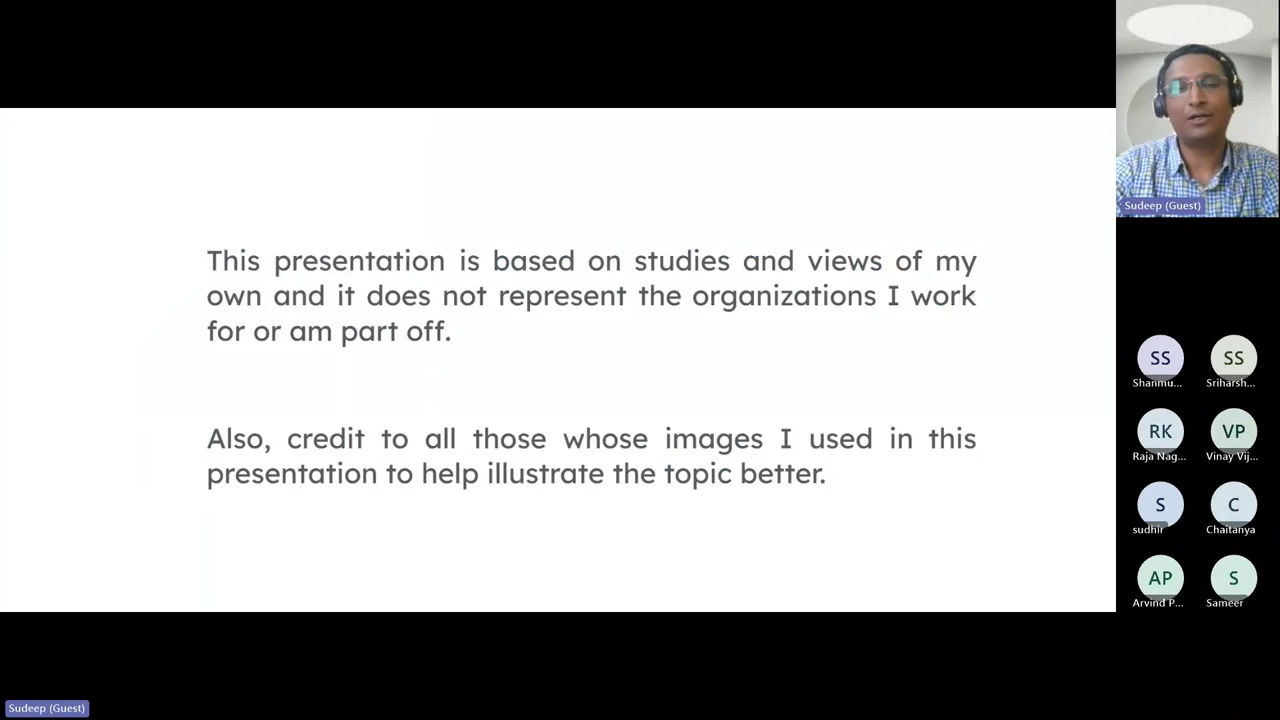 This presentation is based on studies and views of my
own and it does not represent the organizations I work
for or am part off.
Also, credit to all those whose images I used in this
presentation to help illustrate the topic better.
Sudeep (Guest)
SS
SS
Shanmu...
Sriharsh...
RK
VP
Raja Nag...
Vinay Vij...
S
C
sudhir
Chaitanya
AP
S
Arvind P...
Sameer
Sudeep (Guest)